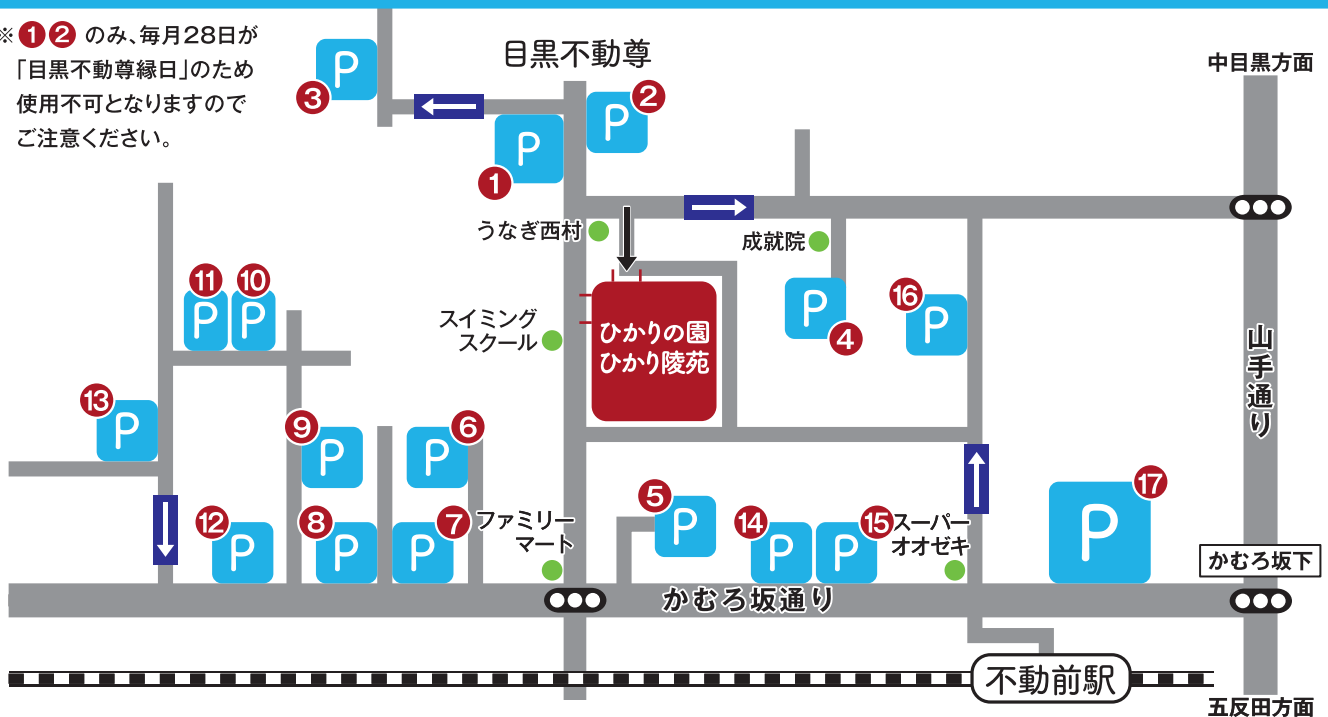 ※❶❷ のみ、毎月28日が
「目黒不動尊縁日」のため
使用不可となりますので
ご注意ください。
目黒不動尊
中目黒方面
P
3
P
2
P
1
うなぎ西村
成就院
11
10
P
P
P
4
16
P
スイミング
スクール
ひかりの園
ひかり陵苑
山手通り
13
P
9
P
6
P
5
P
17
P
12
P
8
P
7
P
ファミリー
マート
14
P
15
P
スーパー
オオゼキ
かむろ坂下
かむろ坂通り
不動前駅
五反田方面